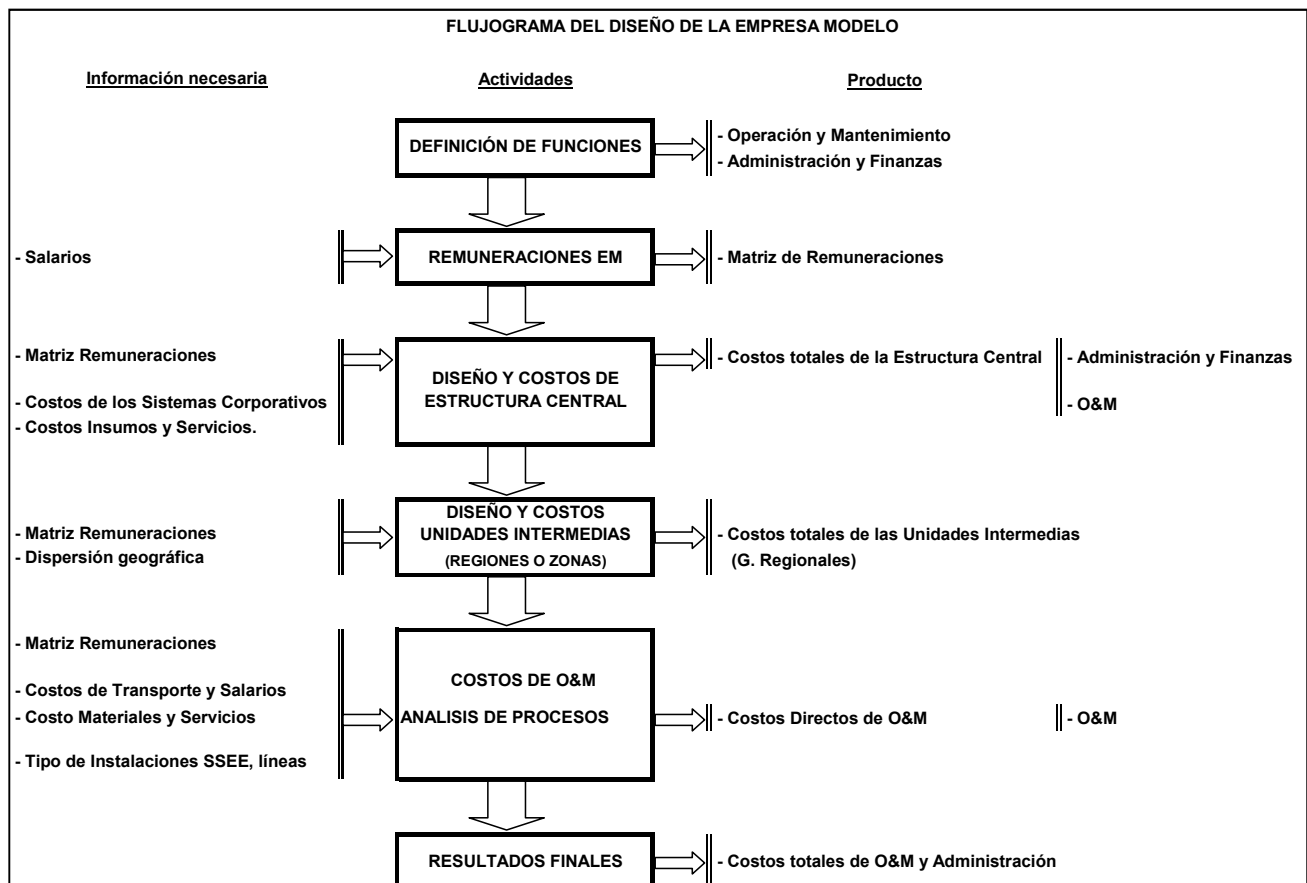 FLUJOGRAMA DEL DISEÑO DE LA EMPRESA MODELO
Información necesaria
Actividades
Producto
DEFINICIÓN DE FUNCIONES
- Operación y Mantenimiento
- Administración y Finanzas
- Salarios
REMUNERACIONES EM
- Matriz de Remuneraciones
- Matriz Remuneraciones
- Costos de los Sistemas Corporativos
- Costos Insumos y Servicios.
DISEÑO Y COSTOS DE
ESTRUCTURA CENTRAL
- Costos totales de la Estructura Central
- Administración y Finanzas
- O&M
- Matriz Remuneraciones
- Dispersión geográfica
DISEÑO Y COSTOS
UNIDADES INTERMEDIAS
(REGIONES O ZONAS)
- Costos totales de las Unidades Intermedias
(G. Regionales)
- Matriz Remuneraciones
- Costos de Transporte y Salarios
- Costo Materiales y Servicios
- Tipo de Instalaciones SSEE, líneas
COSTOS DE O&M
ANALISIS DE PROCESOS
- Costos Directos de O&M
- O&M
RESULTADOS FINALES
- Costos totales de O&M y Administración